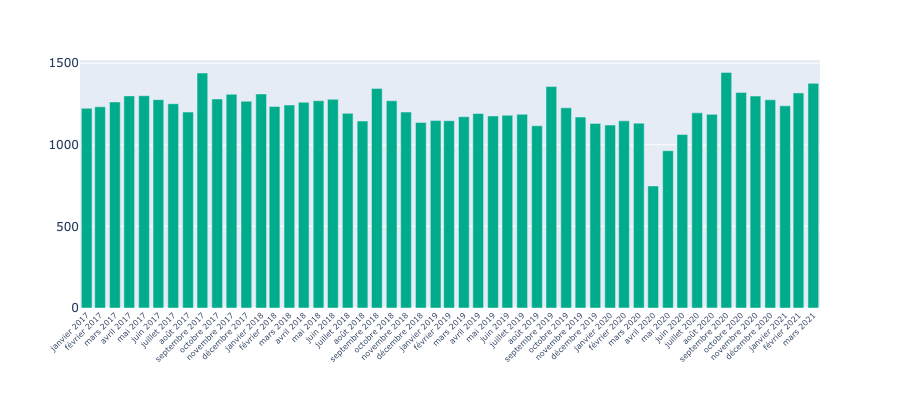 1500
1000
500
0
janvier 2017
février 2017
mars 2017
avril 2017
mai 2017
juin 2017
juillet 2017
août 2017
septembre 2017
octobre 2017
novembre 2017
décembre 2017
janvier 2018
février 2018
mars 2018
avril 2018
mai 2018
juin 2018
juillet 2018
août 2018
septembre 2018
octobre 2018
novembre 2018
décembre 2018
janvier 2019
février 2019
mars 2019
avril 2019
mai 2019
juin 2019
juillet 2019
août 2019
septembre 2019
octobre 2019
novembre 2019
décembre 2019
janvier 2020
février 2020
mars 2020
avril 2020
mai 2020
juin 2020
juillet 2020
août 2020
septembre 2020
octobre 2020
novembre 2020
décembre 2020
janvier 2021
février 2021
mars 2021